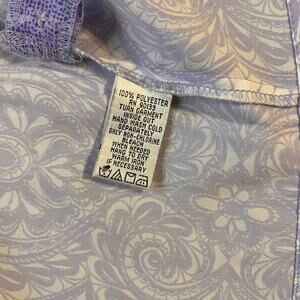 100% POLYESTER
RN 90133
TURN GARMENT
INSIDE OUT
HAND WASH COLD
SEPARATELY
ONLY NON-CHLORINE
BLEACH
WHEN NEEDED
HANG TO DRY
WARM IRON
IF NECESSARY